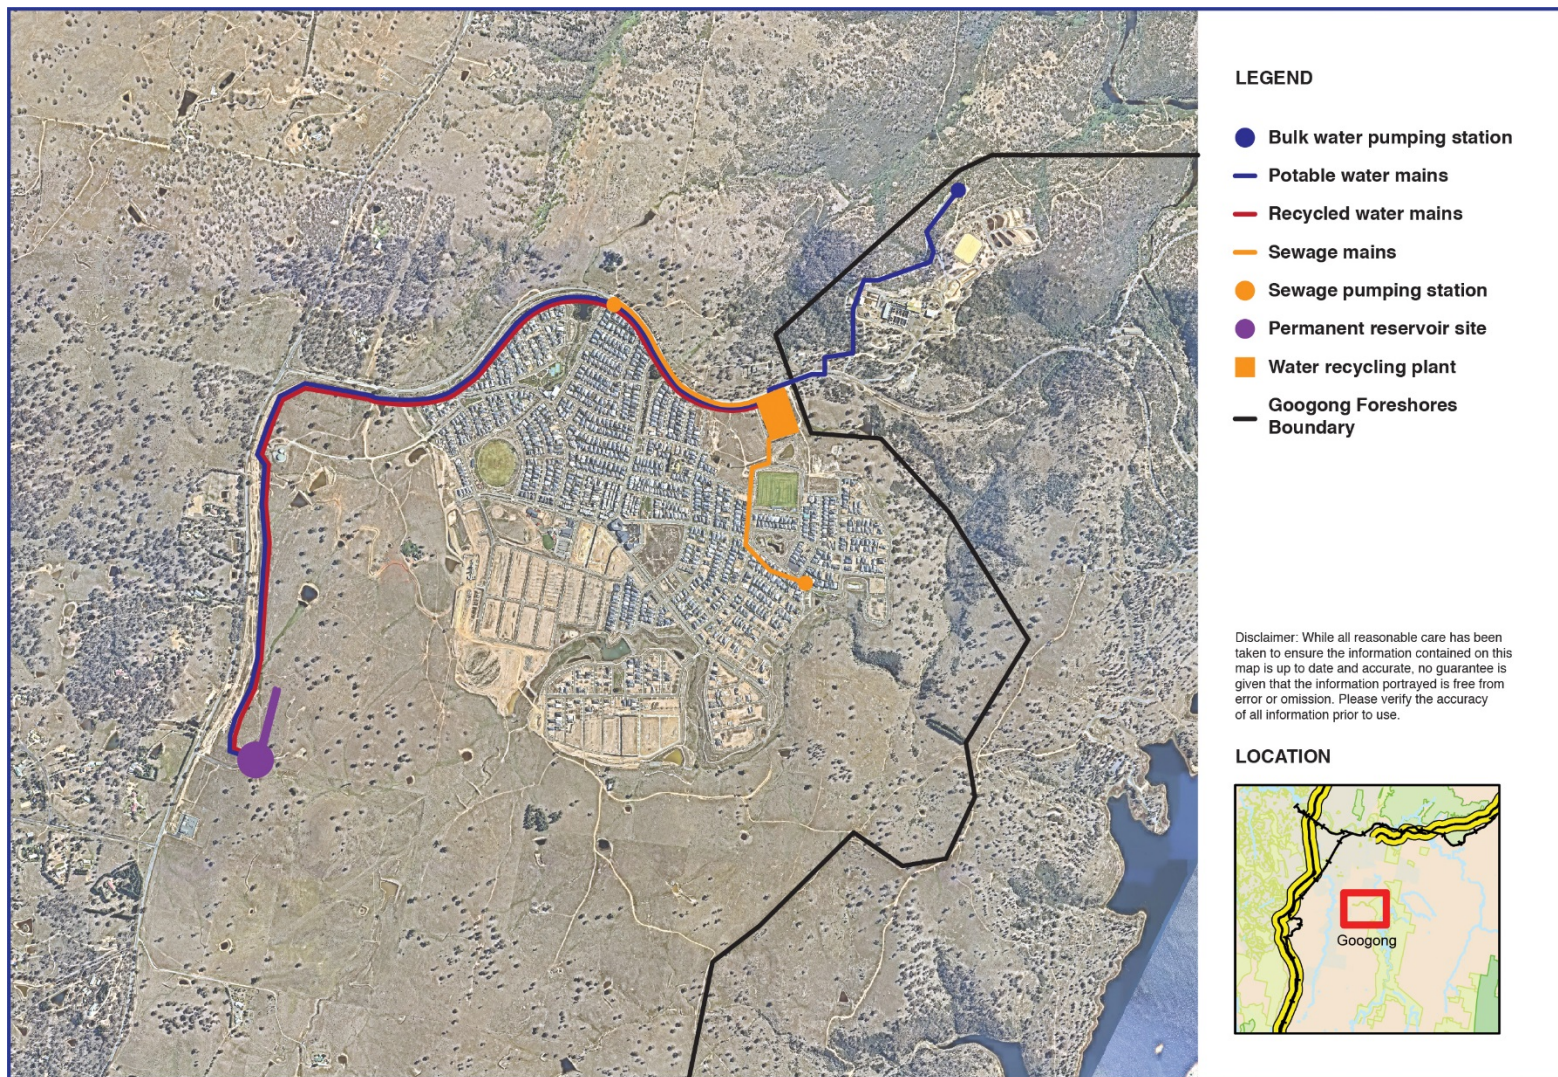 LEGEND
Bulk water pumping station
Potable water mains
Recycled water mains
Sewage mains
Sewage pumping station
Permanent reservoir site
Water recycling plant
Googong Foreshores
Boundary
Disclaimer: While all reasonable care has been
taken to ensure the information contained on this
map is up to date and accurate, no guarantee is
given that the information portrayed is free from
error or omission. Please verify the accuracy
of all information prior to use.
LOCATION
Googong